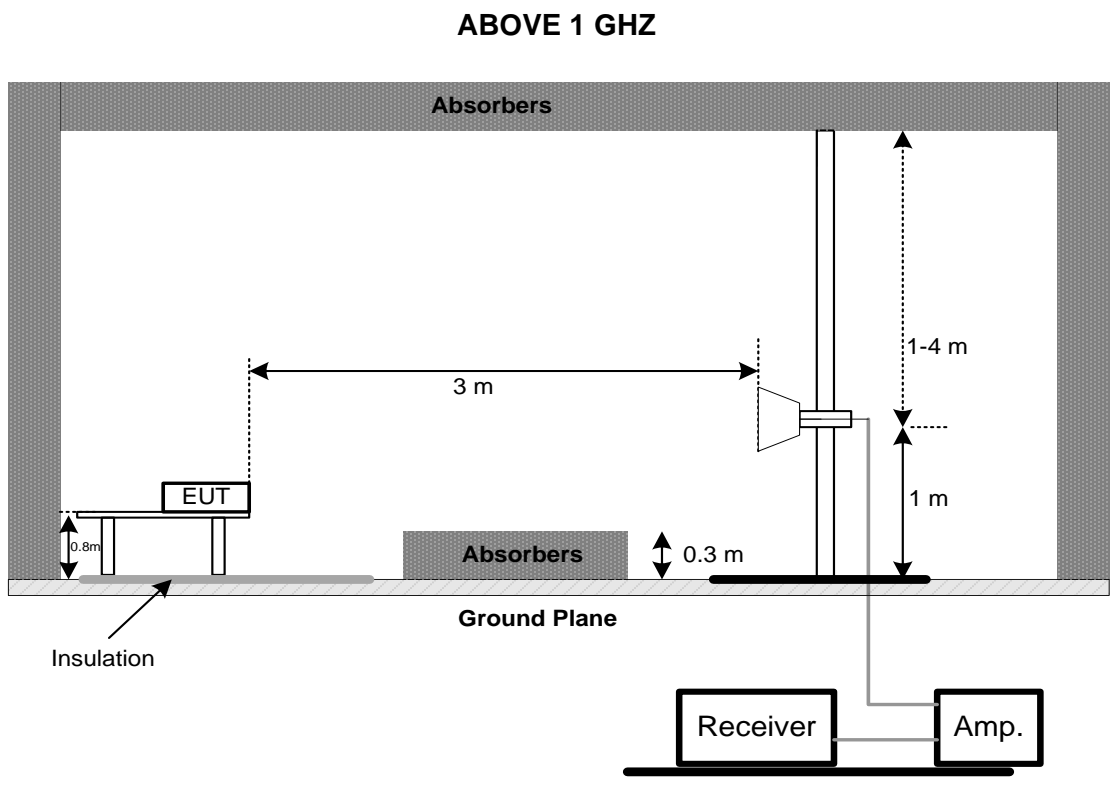 ABOVE 1 GHZ
Absorbers
1-4 m
3 m
EUT
1 m
0.8m
Absorbers
0.3 m
Ground Plane
Insulation
Receiver
Amp.